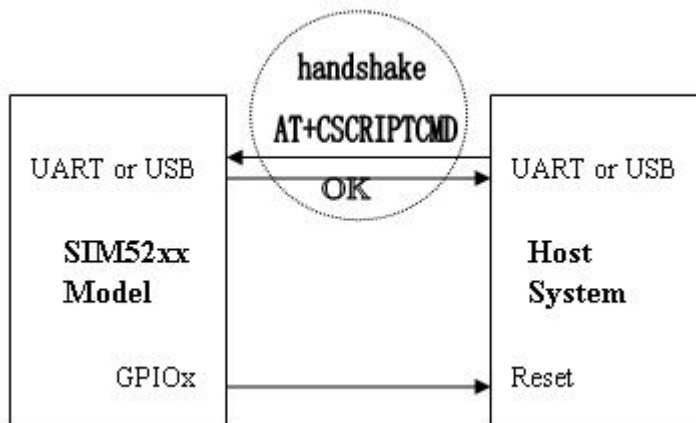 handshake
AT+CSCRIPTCMD
UART or USB
OK
UART or USB
SIM52xx
Model
Host
System
GPIOx
Reset